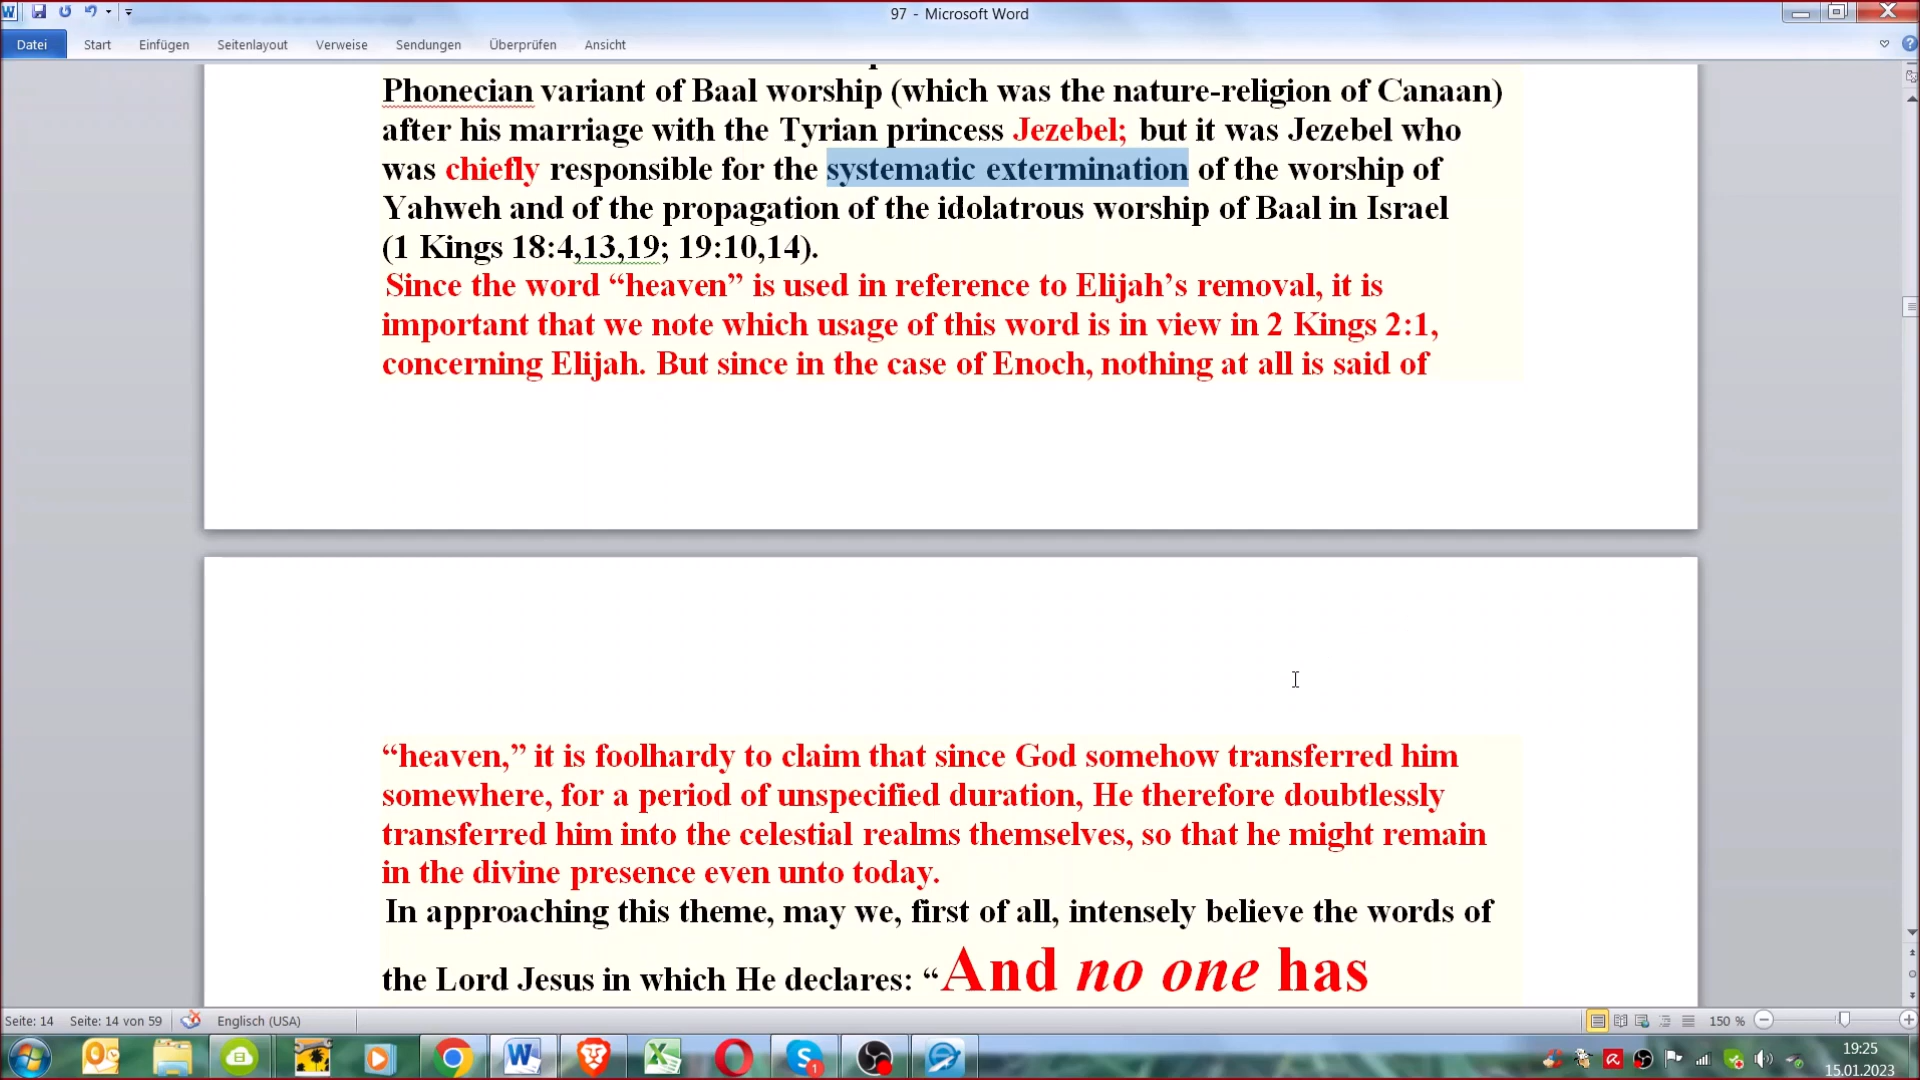 97 - Microsoft Word
Datei Start Einfügen Seitenlayout Verweise Sendungen Überprüfen Ansicht
Phonecian variant of Baal worship (which was the nature-religion of Canaan)
after his marriage with the Tyrian princess Jezebel; but it was Jezebel who
was chiefly responsible for the systematic extermination of the worship of
Yahweh and of the propagation of the idolatrous worship of Baal in Israel
(1 Kings 18:4,13,19; 19:10,14).
Since the word “heaven” is used in reference to Elijah’s removal, it is
important that we note which usage of this word is in view in 2 Kings 2:1,
concerning Elijah. But since in the case of Enoch, nothing at all is said of
“heaven,” it is foolhardy to claim that since God somehow transferred him
somewhere, for a period of unspecified duration, He therefore doubtlessly
transferred him into the celestial realms themselves, so that he might remain
in the divine presence even unto today.
In approaching this theme, may we, first of all, intensely believe the words of
the Lord Jesus in which He declares: “And no one has
Seite: 14 Seite: 14 von 59 Englisch (USA) 150 %
19:25
15.01.2023